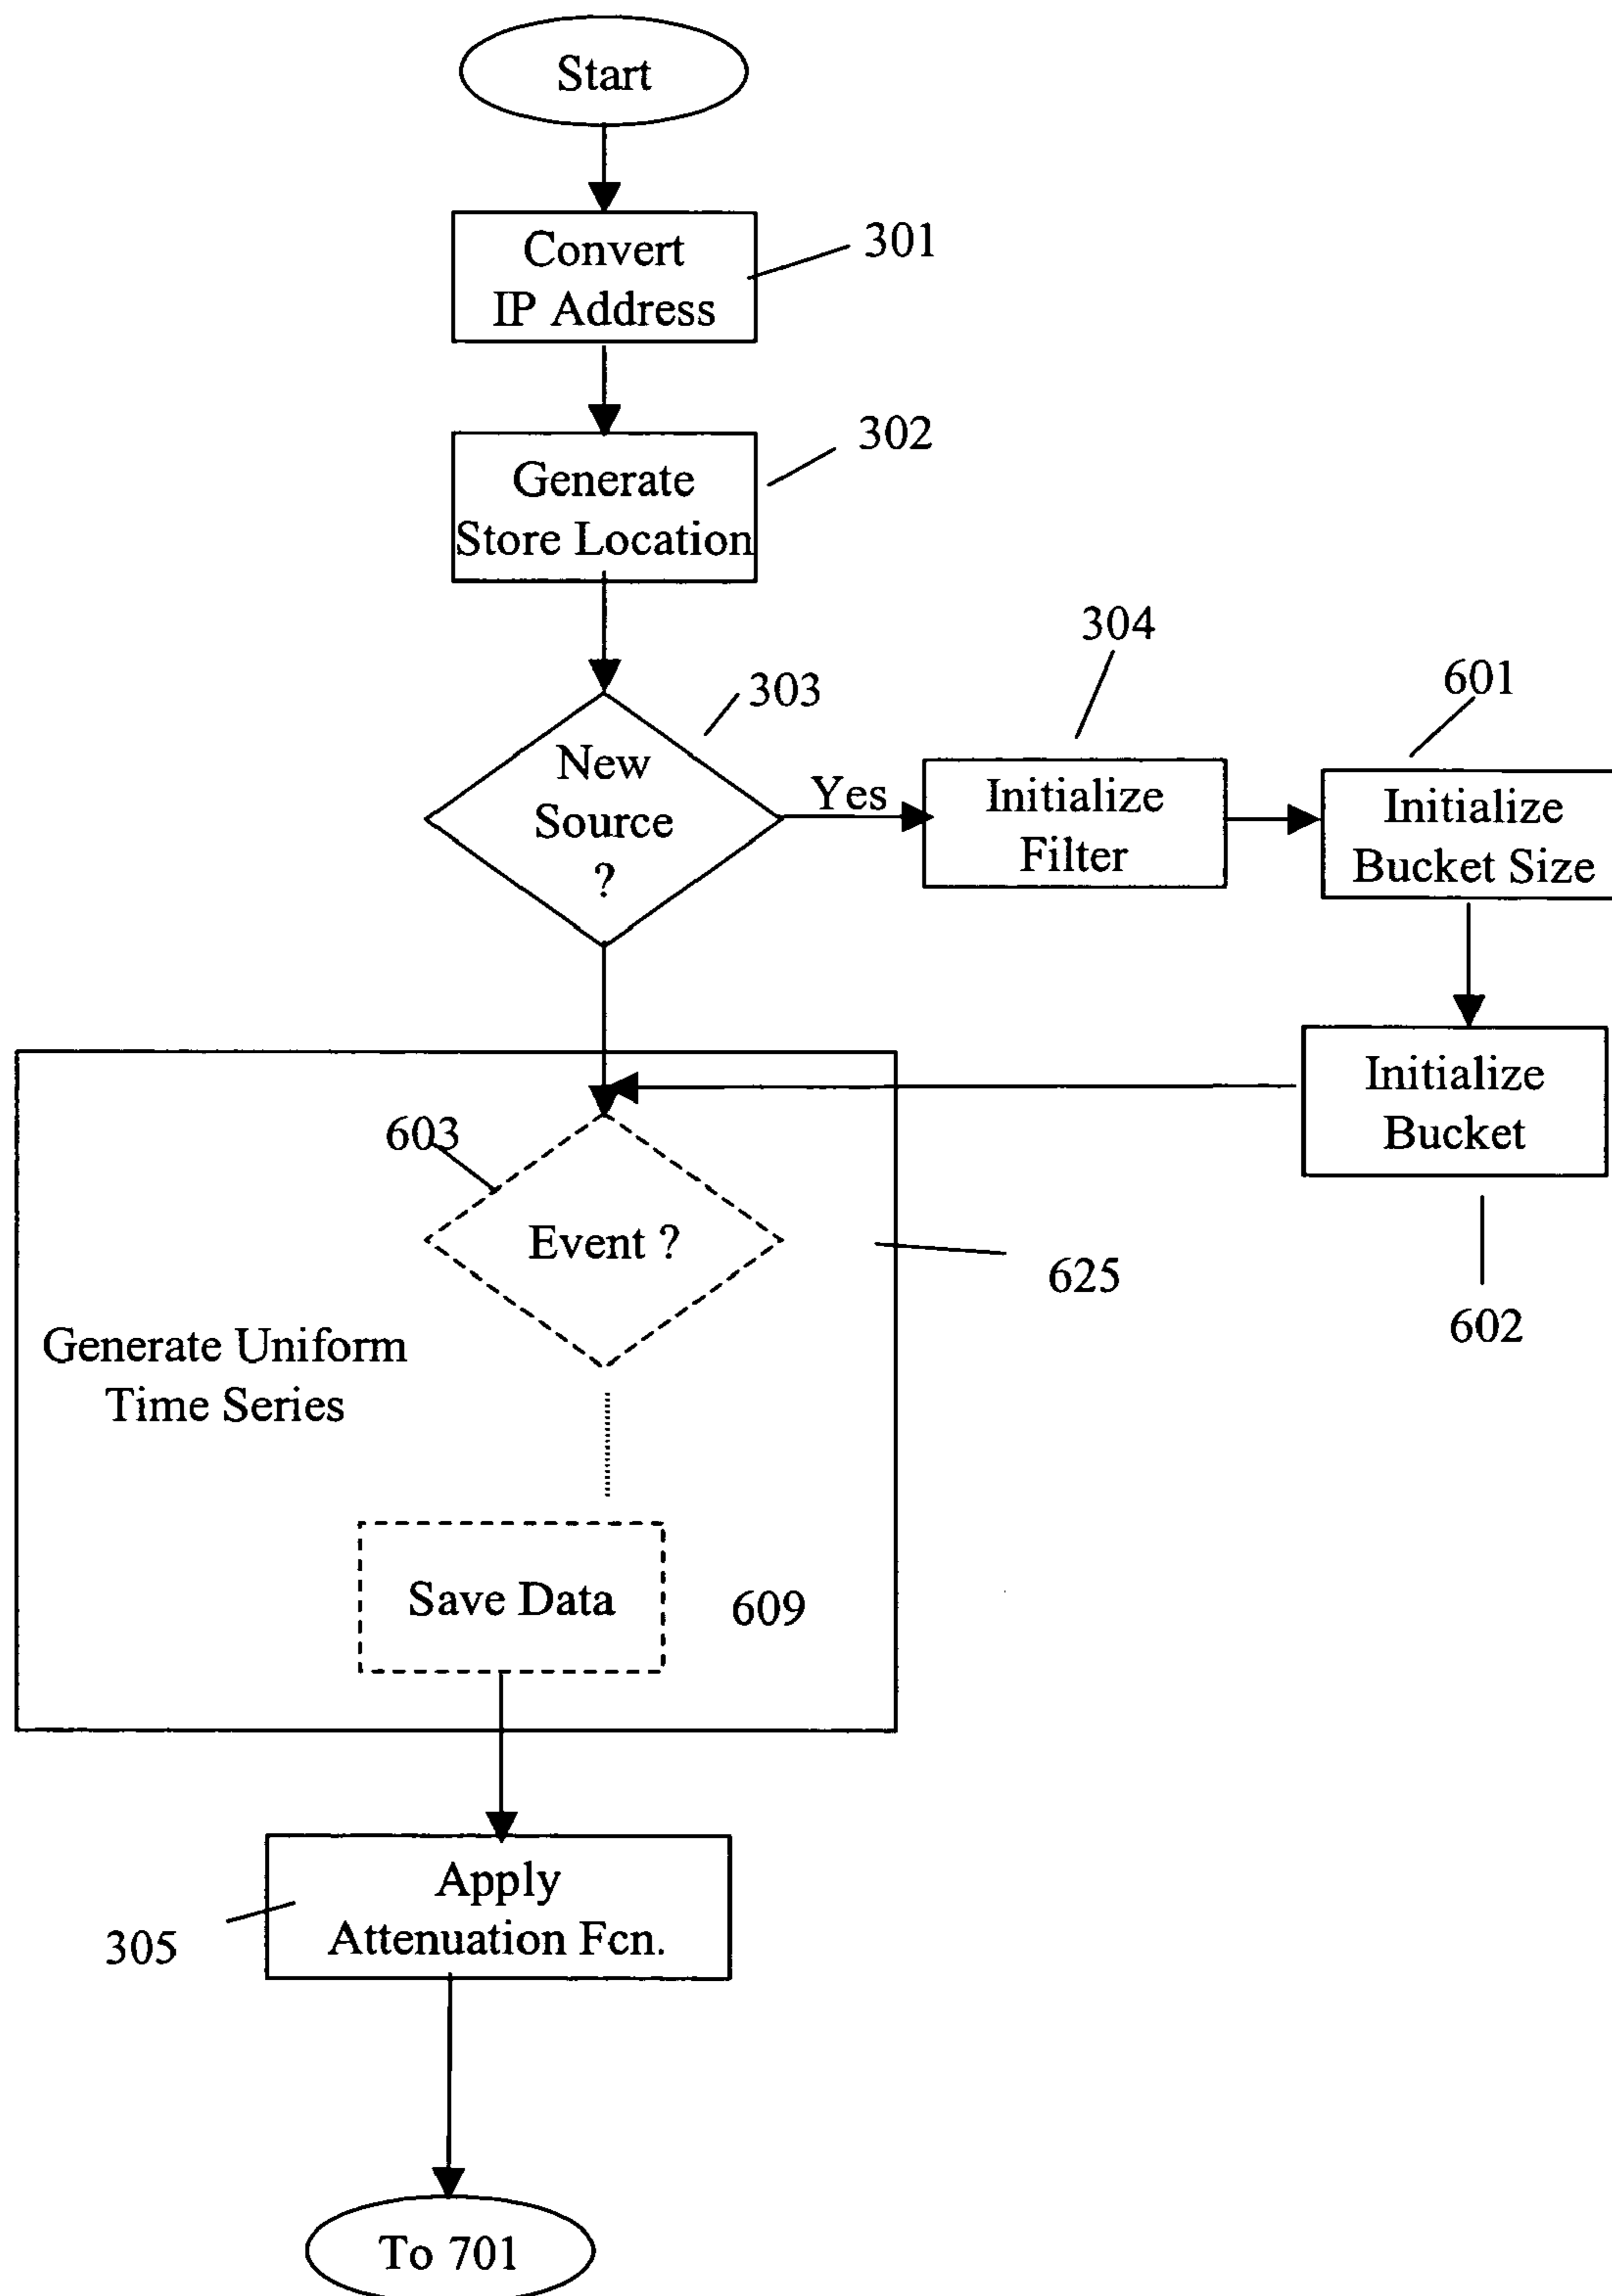 Start
Convert
IP Address
301
Generate
Store Location
302
New
Source
?
303
Yes
Initialize
Filter
304
Initialize
Bucket Size
601
Initialize
Bucket
602
603
Event ?
625
Generate Uniform
Time Series
Save Data
609
Apply
Attenuation Fcn.
305
To 701